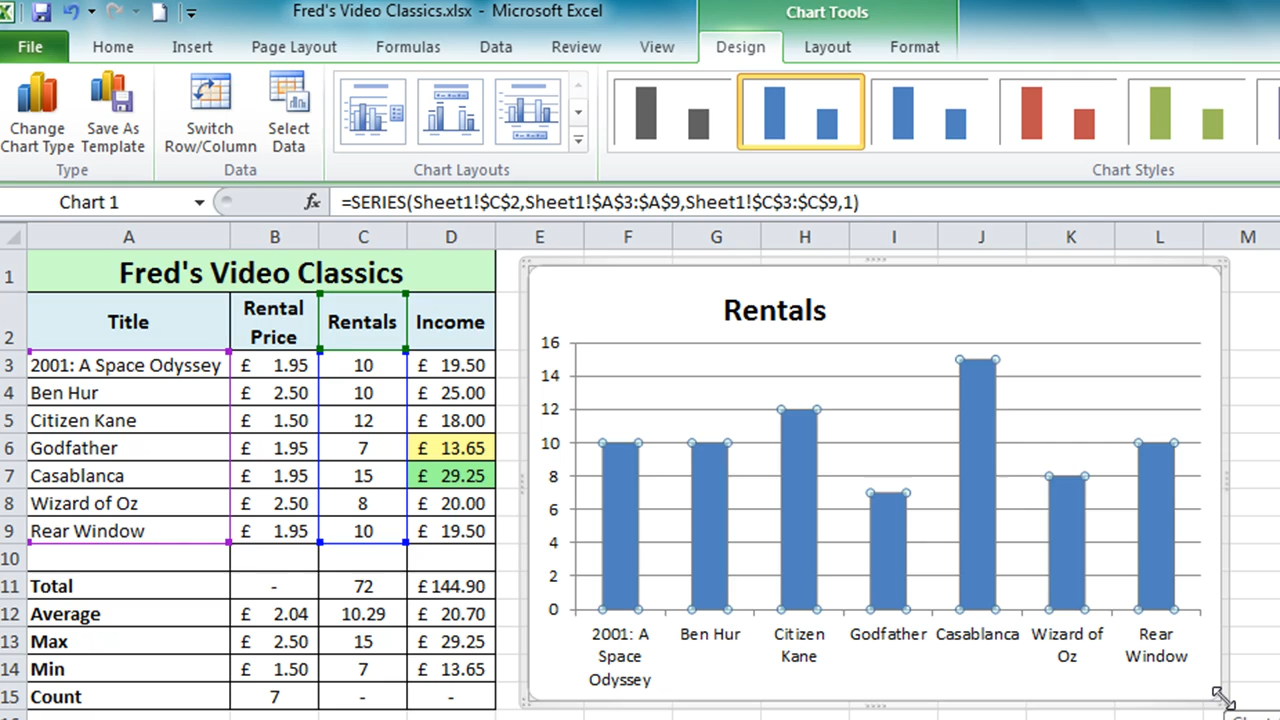 Fred's Video Classics.xlsx - Microsoft Excel
Chart Tools
File Home Insert Page Layout Formulas Data Review View Design Layout Format
Change Chart Type
Save As Template
Switch Row/Column
Select Data
Type Data Chart Layouts Chart Styles
Chart 1 fx =SERIES(Sheet1!$C$2,Sheet1!$A$3:$A$9,Sheet1!$C$3:$C$9,1)
A B C D E F G H I J K L M
1 Fred's Video Classics
2 Title Rental Price Rentals Income
3 2001: A Space Odyssey £ 1.95 10 £ 19.50
4 Ben Hur £ 2.50 10 £ 25.00
5 Citizen Kane £ 1.50 12 £ 18.00
6 Godfather £ 1.95 7 £ 13.65
7 Casablanca £ 1.95 15 £ 29.25
8 Wizard of Oz £ 2.50 8 £ 20.00
9 Rear Window £ 1.95 10 £ 19.50
10
11 Total - 72 £144.90
12 Average £ 2.04 10.29 £ 20.70
13 Max £ 2.50 15 £ 29.25
14 Min £ 1.50 7 £ 13.65
15 Count 7 - -
Rentals
16
14
12
10
8
6
4
2
0
2001: A Space Odyssey
Ben Hur
Citizen Kane
Godfather
Casablanca
Wizard of Oz
Rear Window